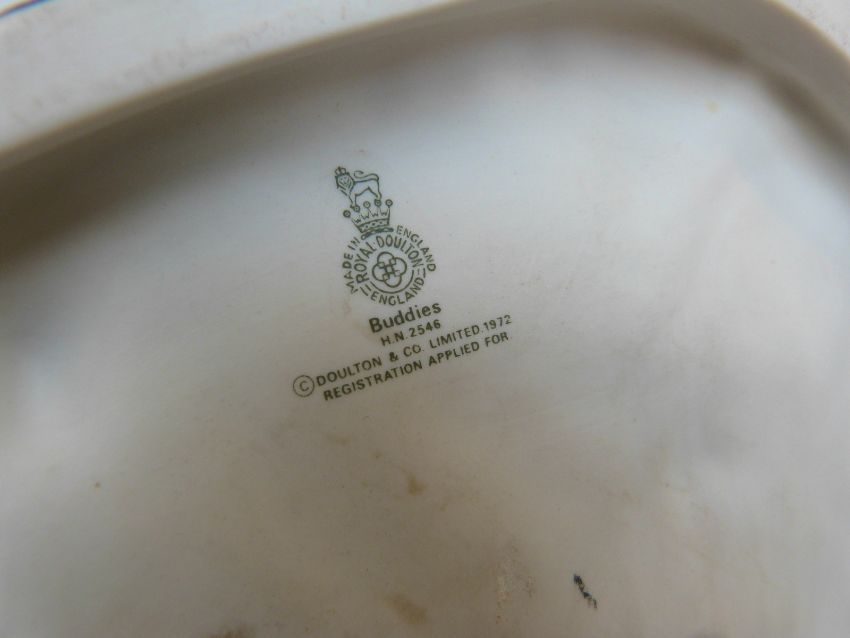 MADE IN ENGLAND
ROYAL·DOULTON
ENGLAND
Buddies
H.N.2546
© DOULTON & CO. LIMITED.1972
REGISTRATION APPLIED FOR